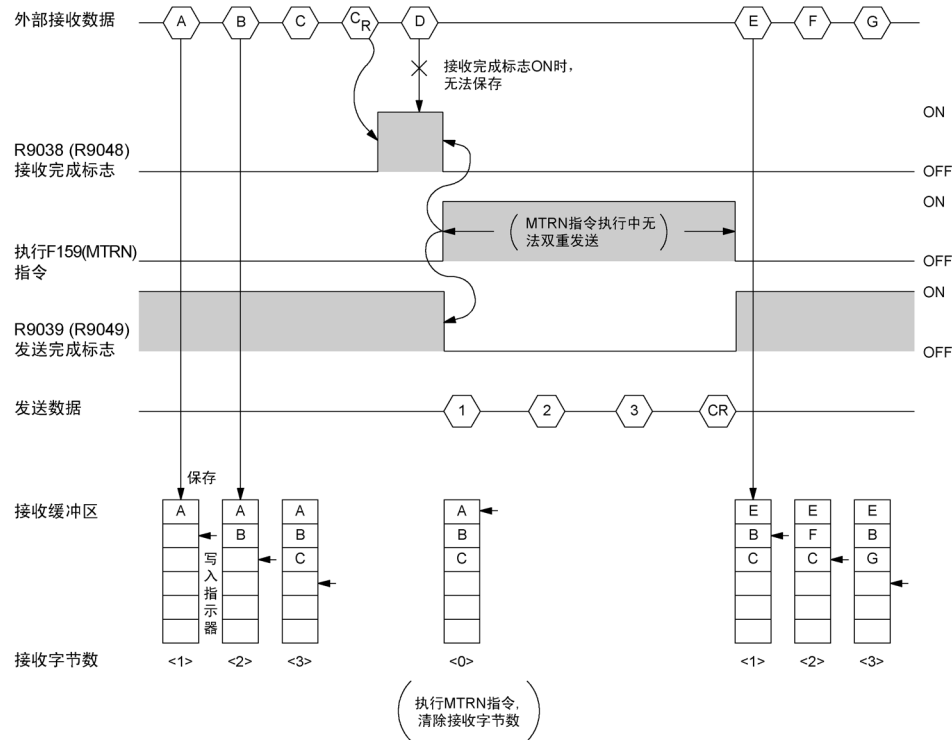 外部接收数据
A B C CR D E F G
接收完成标志ON时，
无法保存
R9038 (R9048)
接收完成标志
ON
OFF
执行F159(MTRN)
指令
MTRN指令执行中无
法双重发送
ON
OFF
R9039 (R9049)
发送完成标志
ON
OFF
发送数据
1 2 3 CR
保存
接收缓冲区
A A A A E E E
B B B B F B
C C C C G
写入指示器
接收字节数
<1> <2> <3> <0> <1> <2> <3>
执行MTRN指令,
清除接收字节数